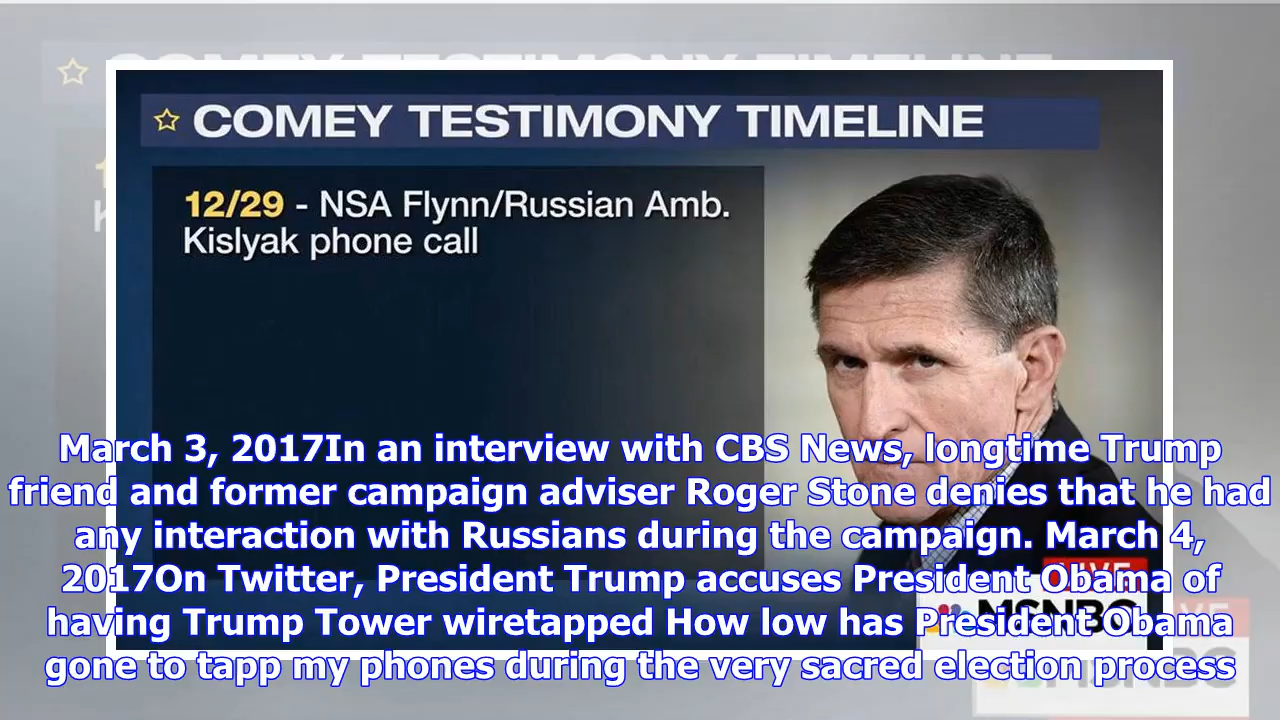 COMEY TESTIMONY TIMELINE
12/29 - NSA Flynn/Russian Amb.
Kislyak phone call
March 3, 2017In an interview with CBS News, longtime Trump
friend and former campaign adviser Roger Stone denies that he had
any interaction with Russians during the campaign. March 4,
2017On Twitter, President Trump accuses President Obama of
having Trump Tower wiretapped How low has President Obama
gone to tapp my phones during the very sacred election process
LIVE
MSNBC